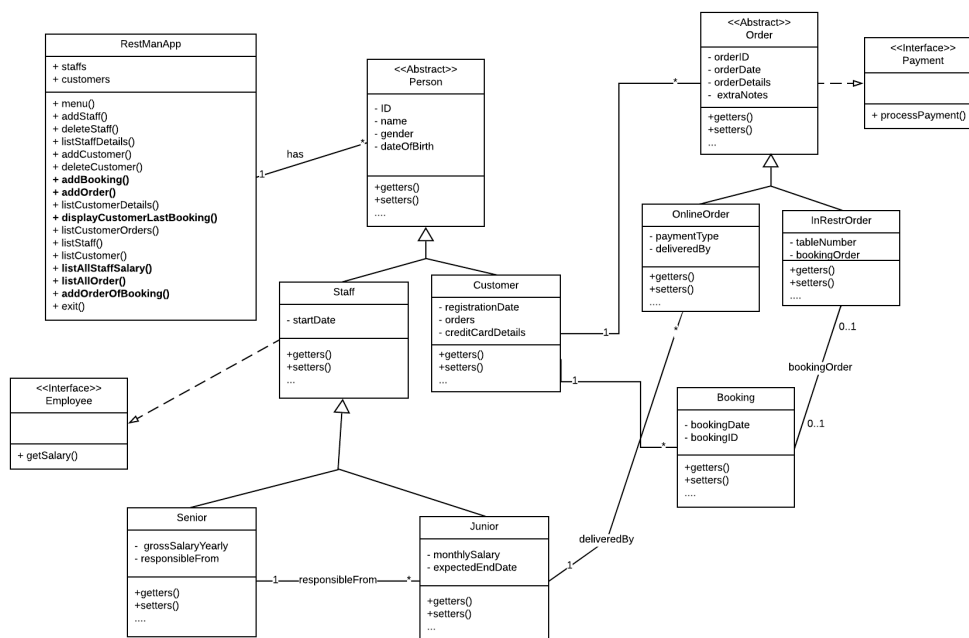 RestManApp
+ staffs
+ customers
+ menu()
+ addStaff()
+ deleteStaff()
+ listStaffDetails()
+ addCustomer()
+ deleteCustomer()
+ addBooking()
+ addOrder()
+ listCustomerDetails()
+ displayCustomerLastBooking()
+ listCustomerOrders()
+ listStaff()
+ listCustomer()
+ listAllStaffSalary()
+ listAllOrder()
+ addOrderOfBooking()
+ exit()
1
has
*
<<Abstract>>
Person
- ID
- name
- gender
- dateOfBirth
+getters()
+setters()
....
<<Abstract>>
Order
- orderID
- orderDate
- orderDetails
- extraNotes
+getters()
+setters()
...
*
<<Interface>>
Payment
+ processPayment()
OnlineOrder
- paymentType
- deliveredBy
+getters()
+setters()
....
*
InRestrOrder
- tableNumber
- bookingOrder
+getters()
+setters()
....
0..1
bookingOrder
0..1
Staff
- startDate
+getters()
+setters()
...
Customer
- registrationDate
- orders
- creditCardDetails
+getters()
+setters()
...
1
1
*
<<Interface>>
Employee
+ getSalary()
Booking
- bookingDate
- bookingID
+getters()
+setters()
....
Senior
- grossSalaryYearly
- responsibleFrom
+getters()
+setters()
....
1
responsibleFrom
*
Junior
- monthlySalary
- expectedEndDate
+getters()
+setters()
...
deliveredBy
1